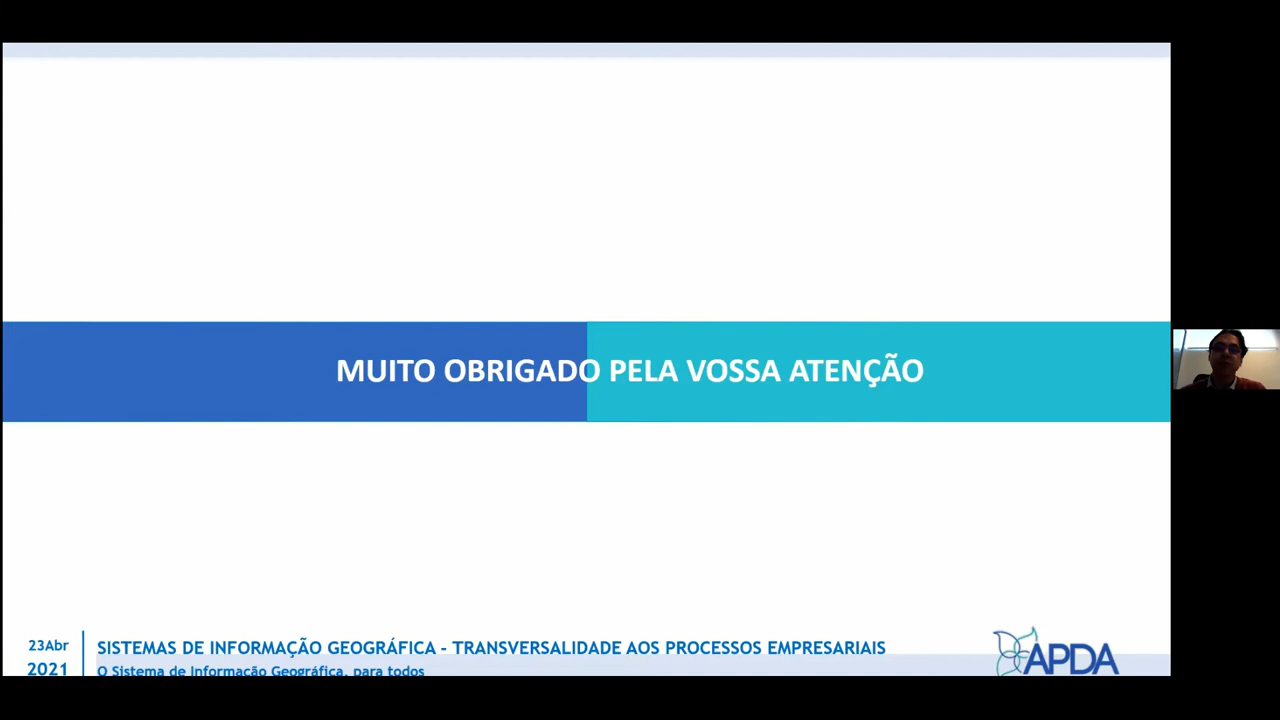 MUITO OBRIGADO PELA VOSSA ATENÇÃO
23Abr
2021
SISTEMAS DE INFORMAÇÃO GEOGRÁFICA - TRANSVERSALIDADE AOS PROCESSOS EMPRESARIAIS
O Sistema de Informação Geográfica, para todos
APDA